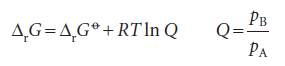 ΔᵣG=ΔᵣG⦵+RT ln Q Q=pB/pA